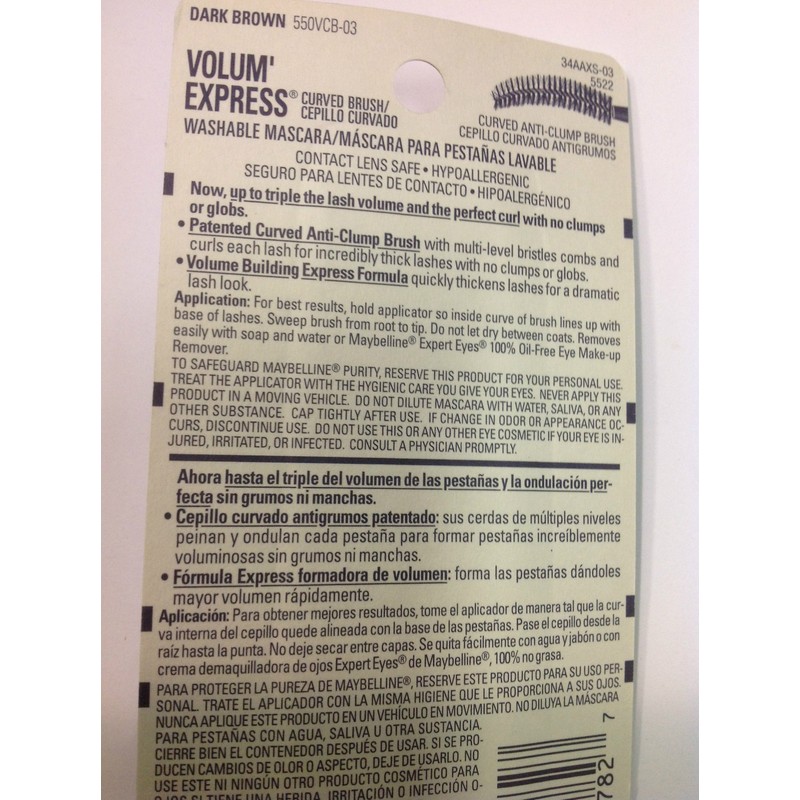 DARK BROWN 550VCB-03
34AAXS-03
5522
VOLUM'
EXPRESS® CURVED BRUSH/
CEPILLO CURVADO
CURVED ANTI-CLUMP BRUSH
CEPILLO CURVADO ANTIGRUMOS
WASHABLE MASCARA/MÁSCARA PARA PESTAÑAS LAVABLE
CONTACT LENS SAFE • HYPOALLERGENIC
SEGURO PARA LENTES DE CONTACTO • HIPOALERGÉNICO
Now, up to triple the lash volume and the perfect curl with no clumps
or globs.
• Patented Curved Anti-Clump Brush with multi-level bristles combs and
curls each lash for incredibly thick lashes with no clumps or globs.
• Volume Building Express Formula quickly thickens lashes for a dramatic
lash look.
Application: For best results, hold applicator so inside curve of brush lines up with
base of lashes. Sweep brush from root to tip. Do not let dry between coats. Removes
easily with soap and water or Maybelline® Expert Eyes® 100% Oil-Free Eye Make-up
Remover.
TO SAFEGUARD MAYBELLINE® PURITY, RESERVE THIS PRODUCT FOR YOUR PERSONAL USE.
TREAT THE APPLICATOR WITH THE HYGIENIC CARE YOU GIVE YOUR EYES. NEVER APPLY THIS
PRODUCT IN A MOVING VEHICLE. DO NOT DILUTE MASCARA WITH WATER, SALIVA, OR ANY
OTHER SUBSTANCE. CAP TIGHTLY AFTER USE. IF CHANGE IN ODOR OR APPEARANCE OC-
CURS, DISCONTINUE USE. DO NOT USE THIS OR ANY OTHER EYE COSMETIC IF YOUR EYE IS IN-
JURED, IRRITATED, OR INFECTED. CONSULT A PHYSICIAN PROMPTLY.
Ahora hasta el triple del volumen de las pestañas y la ondulación per-
fecta sin grumos ni manchas.
• Cepillo curvado antigrumos patentado: sus cerdas de múltiples niveles
peinan y ondulan cada pestaña para formar pestañas increíblemente
voluminosas sin grumos ni manchas.
• Fórmula Express formadora de volumen: forma las pestañas dándoles
mayor volumen rápidamente.
Aplicación: Para obtener mejores resultados, tome el aplicador de manera tal que la cur-
va interna del cepillo quede alineada con la base de las pestañas. Pase el cepillo desde la
raíz hasta la punta. No deje secar entre capas. Se quita fácilmente con agua y jabón o con
crema demaquilladora de ojos Expert Eyes® de Maybelline®, 100% no grasa.
PARA PROTEGER LA PUREZA DE MAYBELLINE®, RESERVE ESTE PRODUCTO PARA SU USO PER-
SONAL. TRATE EL APLICADOR CON LA MISMA HIGIENE QUE LE PROPORCIONA A SUS OJOS.
NUNCA APLIQUE ESTE PRODUCTO EN UN VEHÍCULO EN MOVIMIENTO. NO DILUYA LA MÁSCARA
PARA PESTAÑAS CON AGUA, SALIVA U OTRA SUSTANCIA.
CIERRE BIEN EL CONTENEDOR DESPUÉS DE USAR. SI SE PRO-
DUCEN CAMBIOS DE OLOR O ASPECTO, DEJE DE USARLO. NO
USE ESTE NI NINGÚN OTRO PRODUCTO COSMÉTICO PARA
OJOS SI TIENE UNA HERIDA, IRRITACIÓN O INFECCIÓN O-
782 7